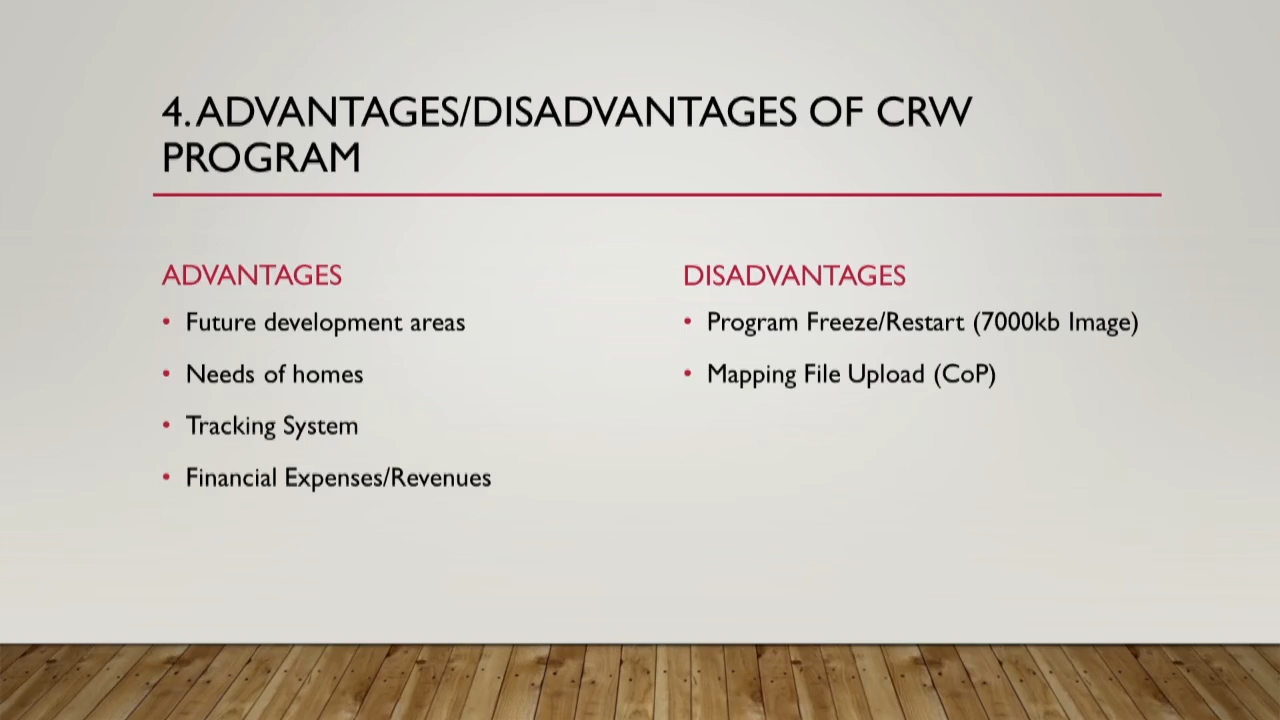 4. ADVANTAGES/DISADVANTAGES OF CRW
PROGRAM
ADVANTAGES
• Future development areas
• Needs of homes
• Tracking System
• Financial Expenses/Revenues
DISADVANTAGES
• Program Freeze/Restart (7000kb Image)
• Mapping File Upload (CoP)